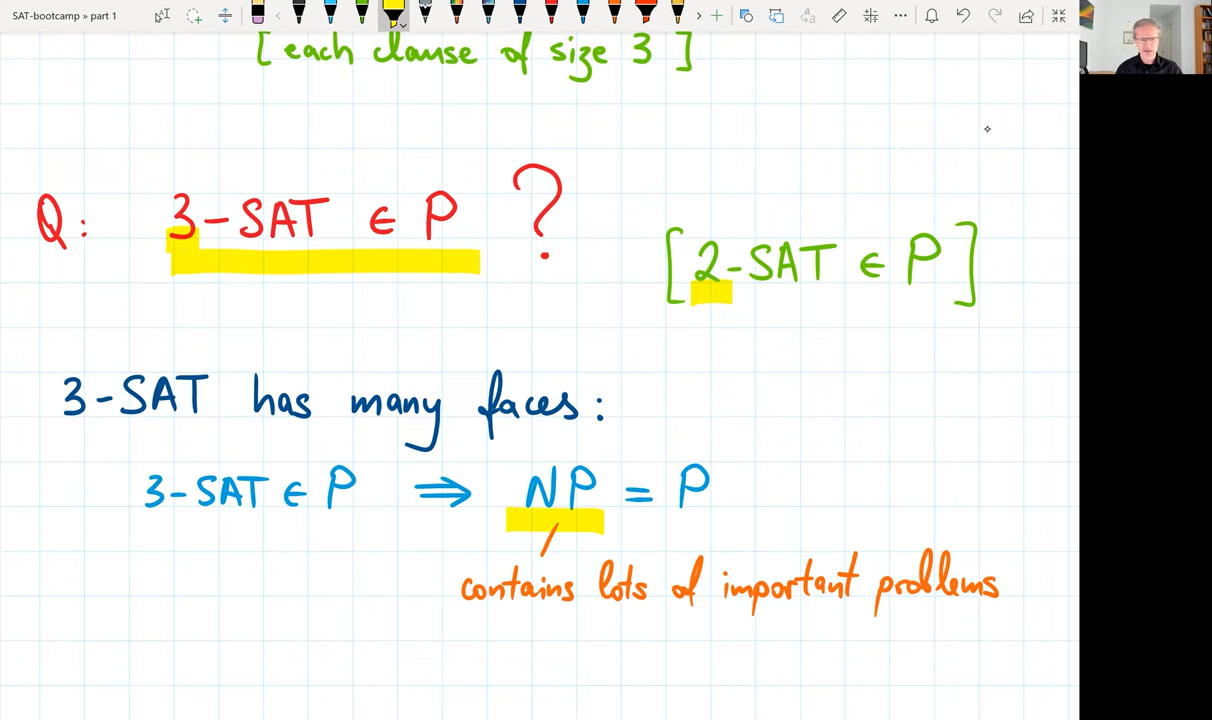 SAT-bootcamp » part 1
[each clause of size 3]
Q: 3-SAT ∈ P ?
[2-SAT ∈ P]
3-SAT has many faces:
3-SAT ∈ P ⇒ NP = P
contains lots of important problems